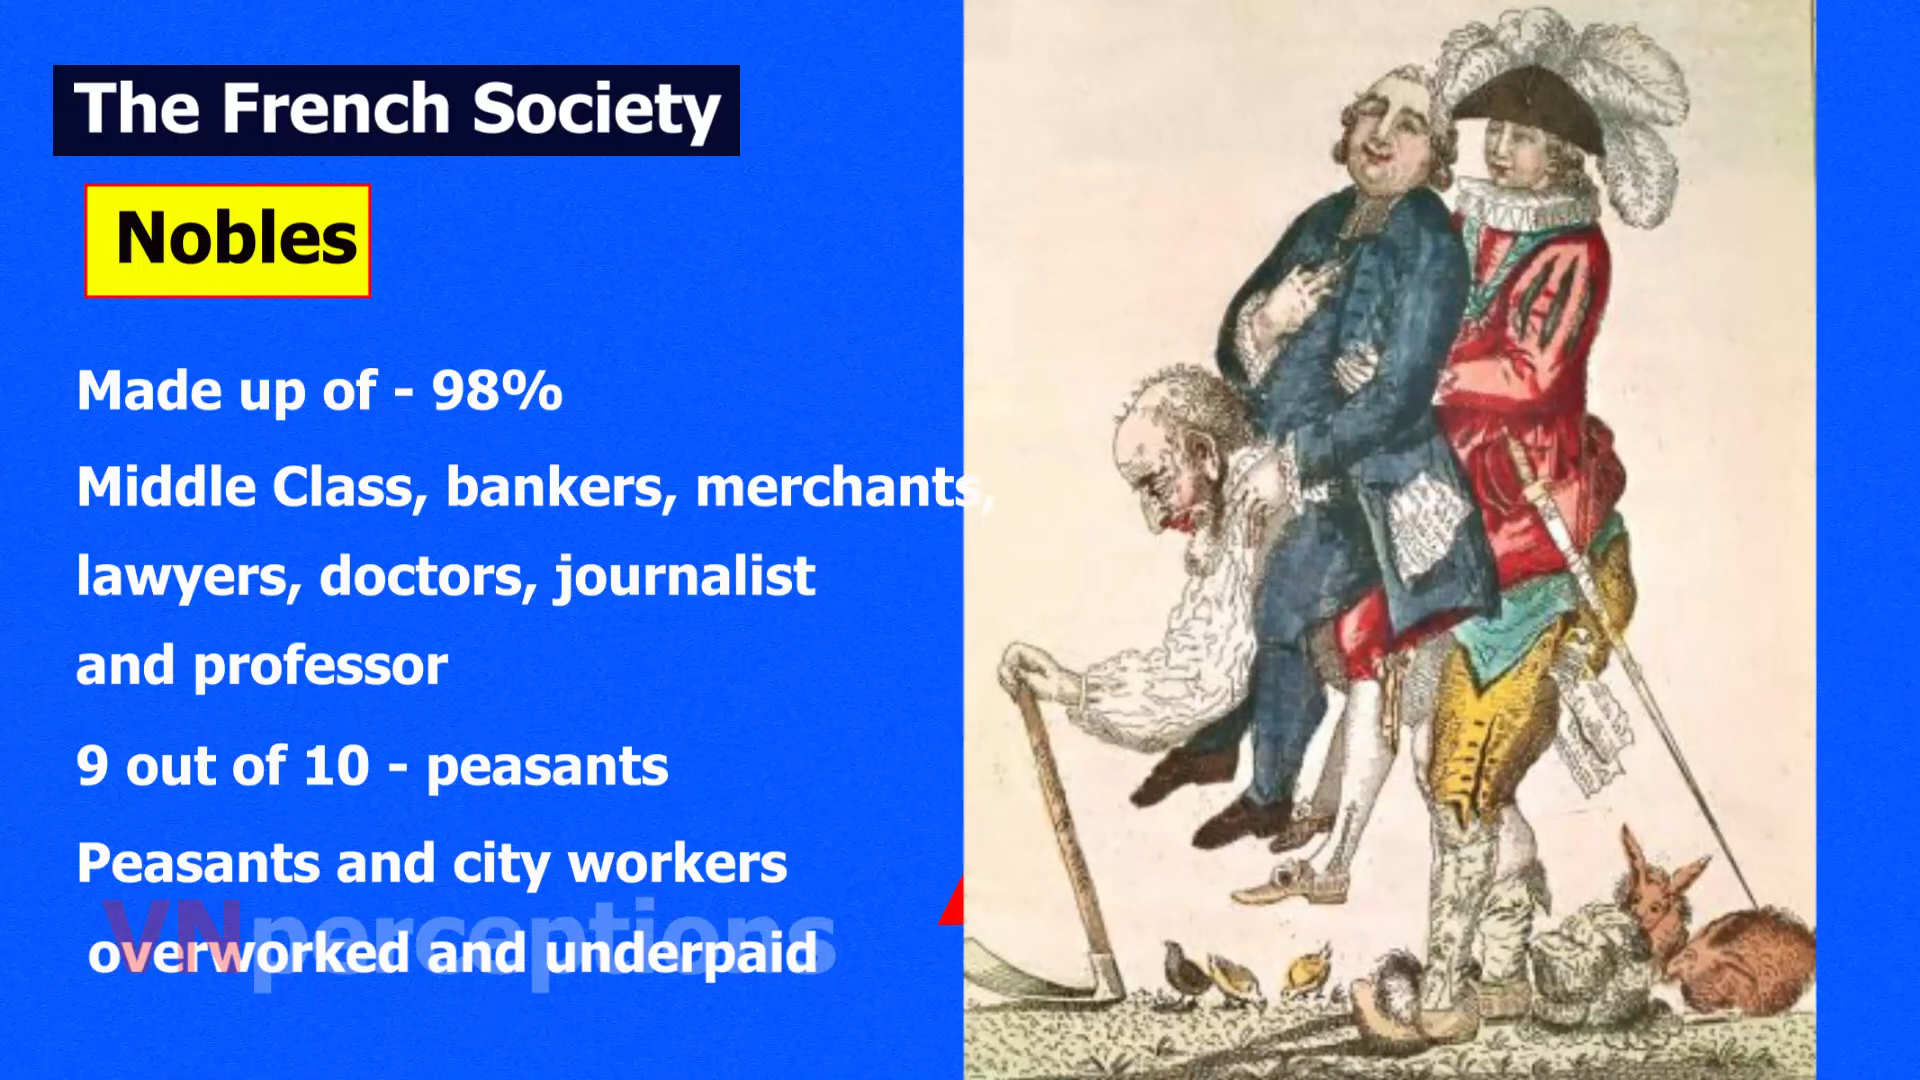 The French Society
Nobles
Made up of - 98%
Middle Class, bankers, merchants,
lawyers, doctors, journalist
and professor
9 out of 10 - peasants
Peasants and city workers
VNperceptions
overworked and underpaid